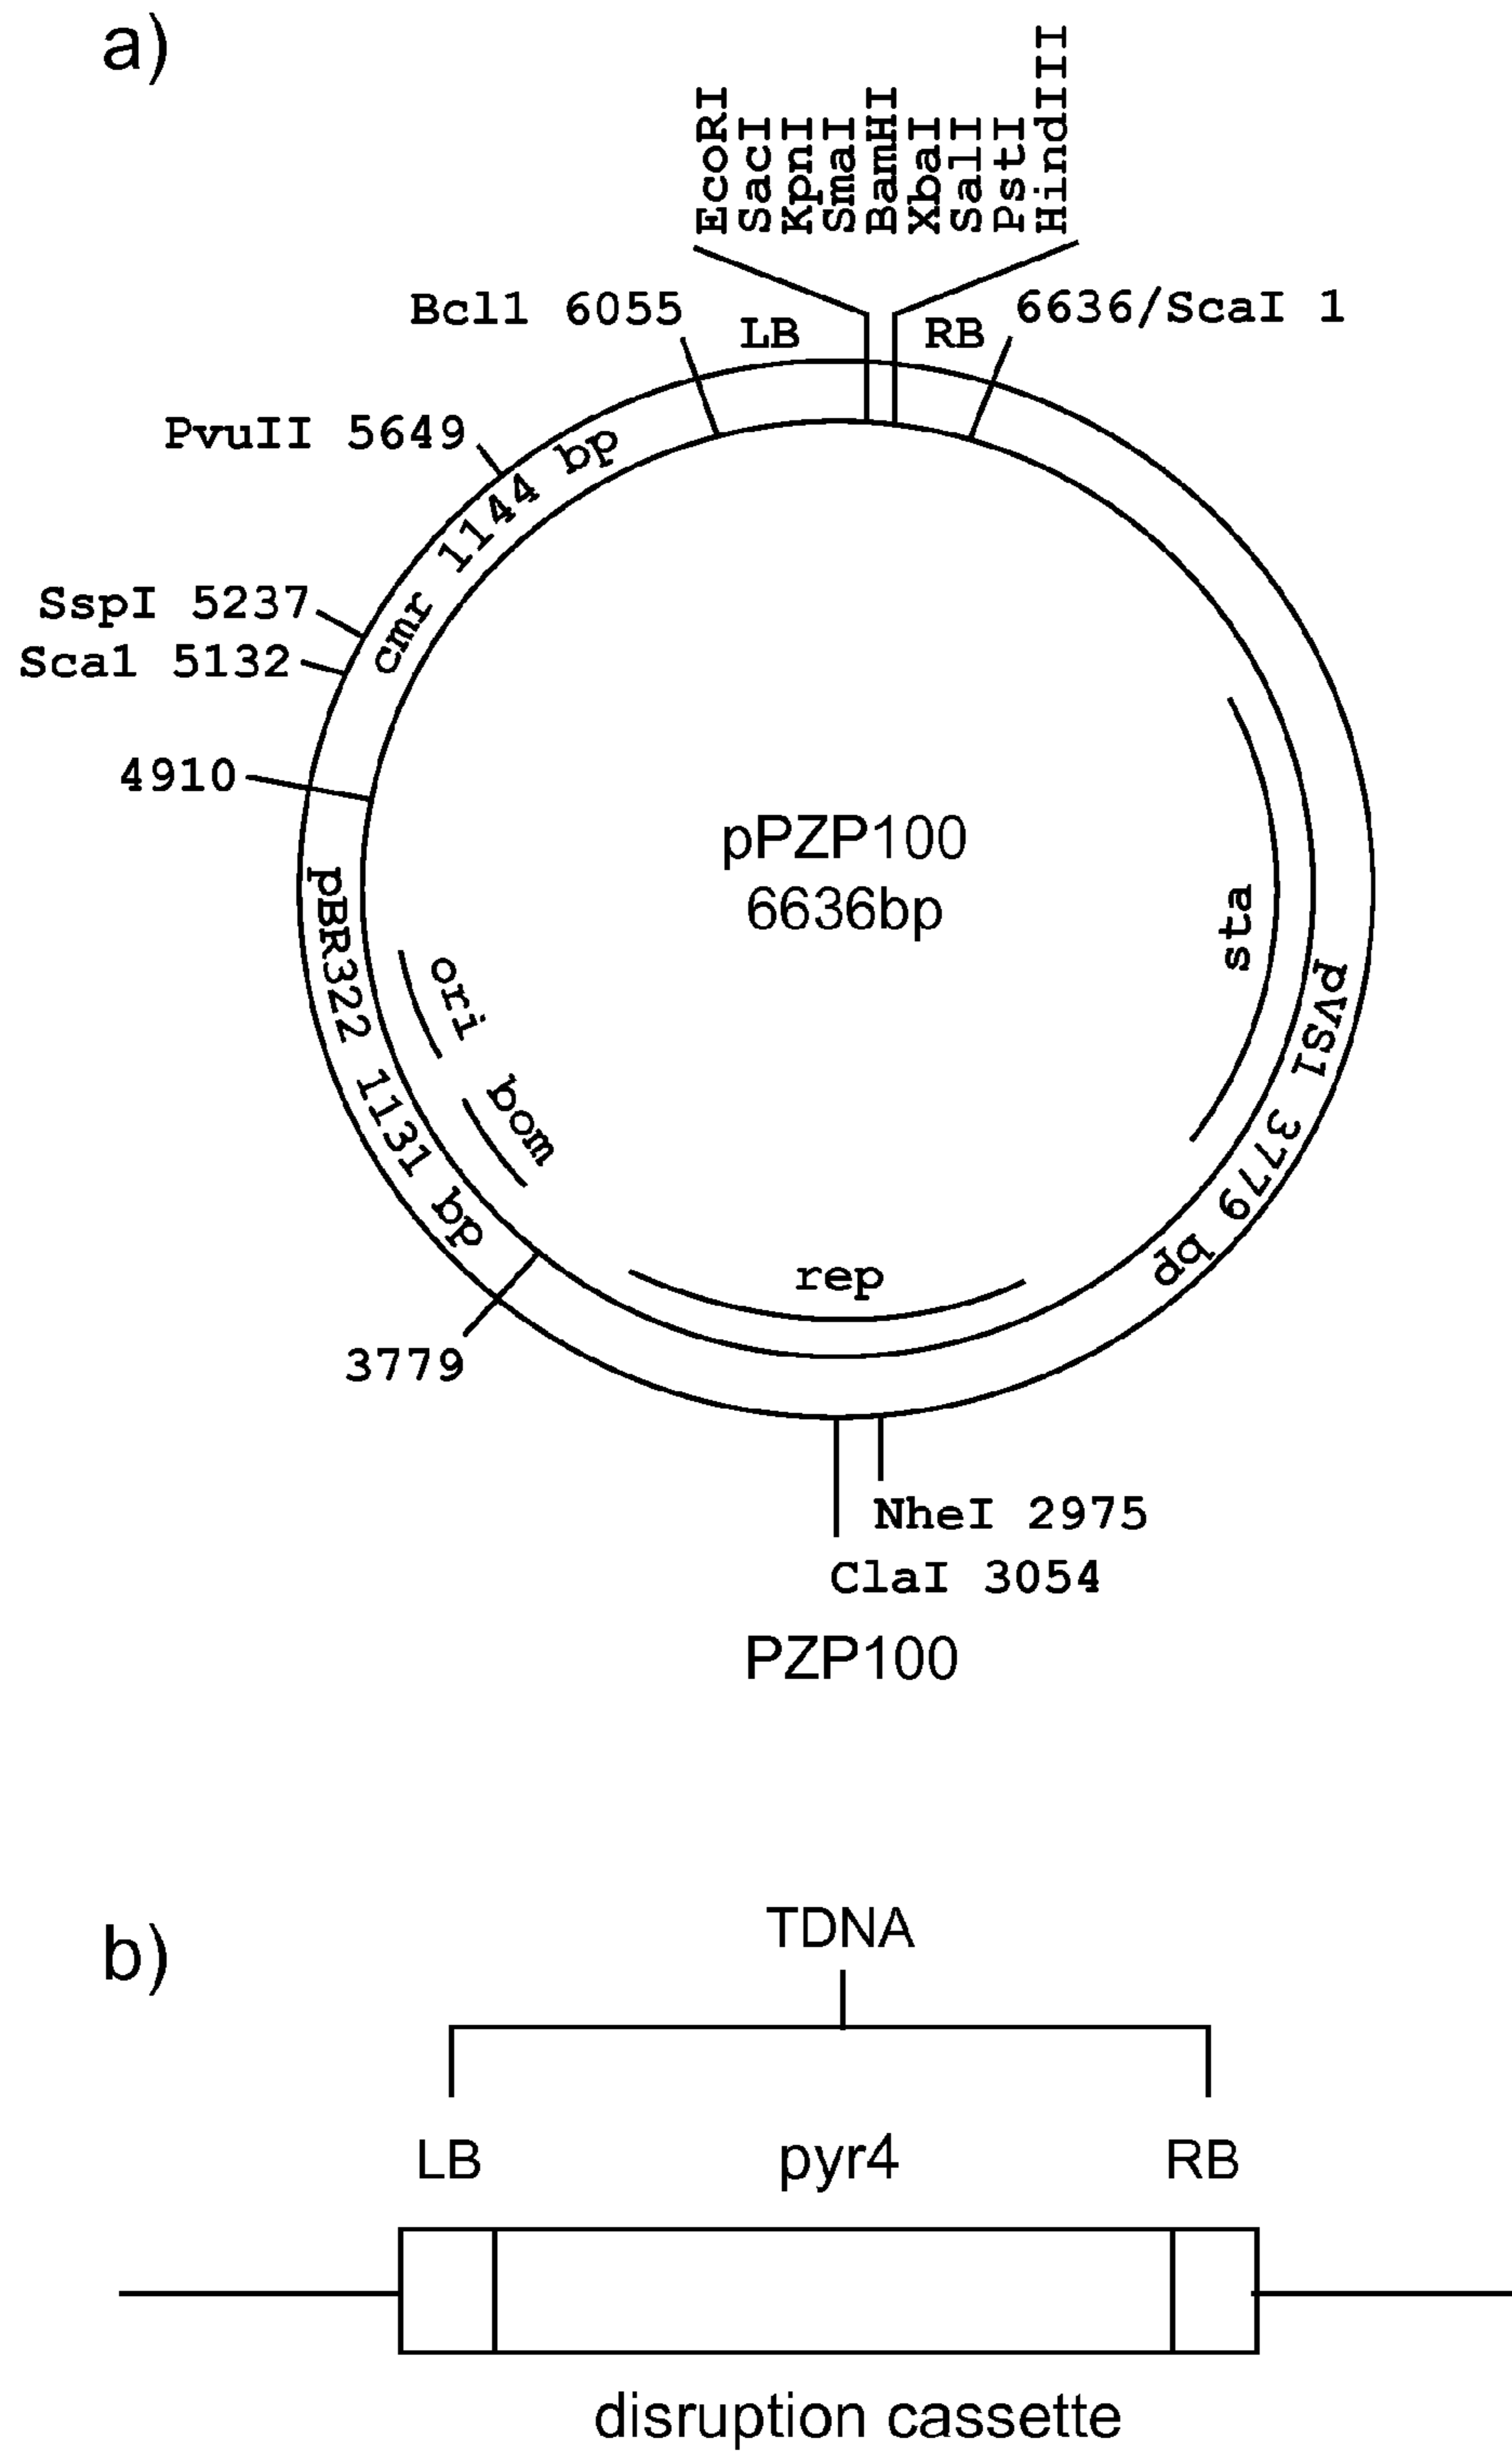 a)
EcoRI
SacI
KpnI
SmaI
BamHI
XbaI
SalI
PstI
HindIII
Bcl1 6055
LB
RB
6636/ScaI 1
PvuII 5649
cmr 1144 bp
SspI 5237
Sca1 5132
4910
pPZP100
6636bp
sta
pBR322 1131 bp
ori
bom
pVS1 3779 bp
rep
3779
NheI 2975
ClaI 3054
PZP100
b)
TDNA
LB
pyr4
RB
disruption cassette